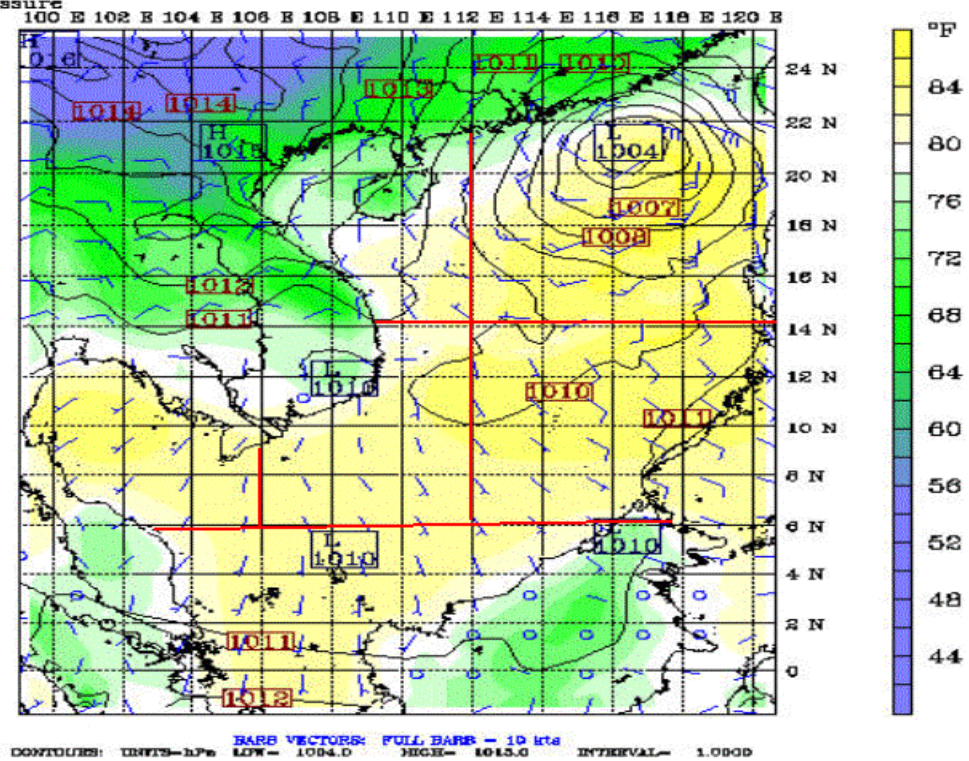 ssure
100 E 102 E 104 E 106 E 108 E 110 E 112 E 114 E 116 E 118 E 120 E
°F
H
1016
24 N
1011
1010
1013
84
1014
1014
22 N
H
1015
L
1004
80
20 N
1007
76
18 N
1008
16 N
72
1012
1011
68
14 N
L
1010
12 N
64
1010
1011
10 N
60
8 N
56
6 N
L
1010
L
1010
52
4 N
48
2 N
1011
44
0
1012
BARB VECTORS: FULL BARB = 10 kts
CONTOURS: UNITS=hPa LOW= 1004.0 HIGH= 1015.0 INTERVAL= 1.0000